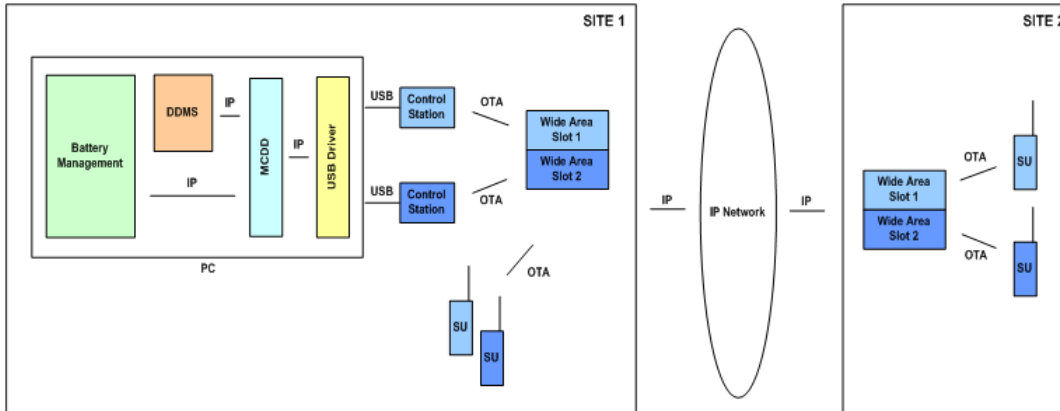 SITE 1
SITE 2
Battery
Management
DDMS
IP
IP
MCDD
IP
USB Driver
PC
USB
Control
Station
OTA
USB
Control
Station
OTA
Wide Area
Slot 1
Wide Area
Slot 2
OTA
SU
SU
IP
IP Network
IP
Wide Area
Slot 1
Wide Area
Slot 2
OTA
SU
OTA
SU